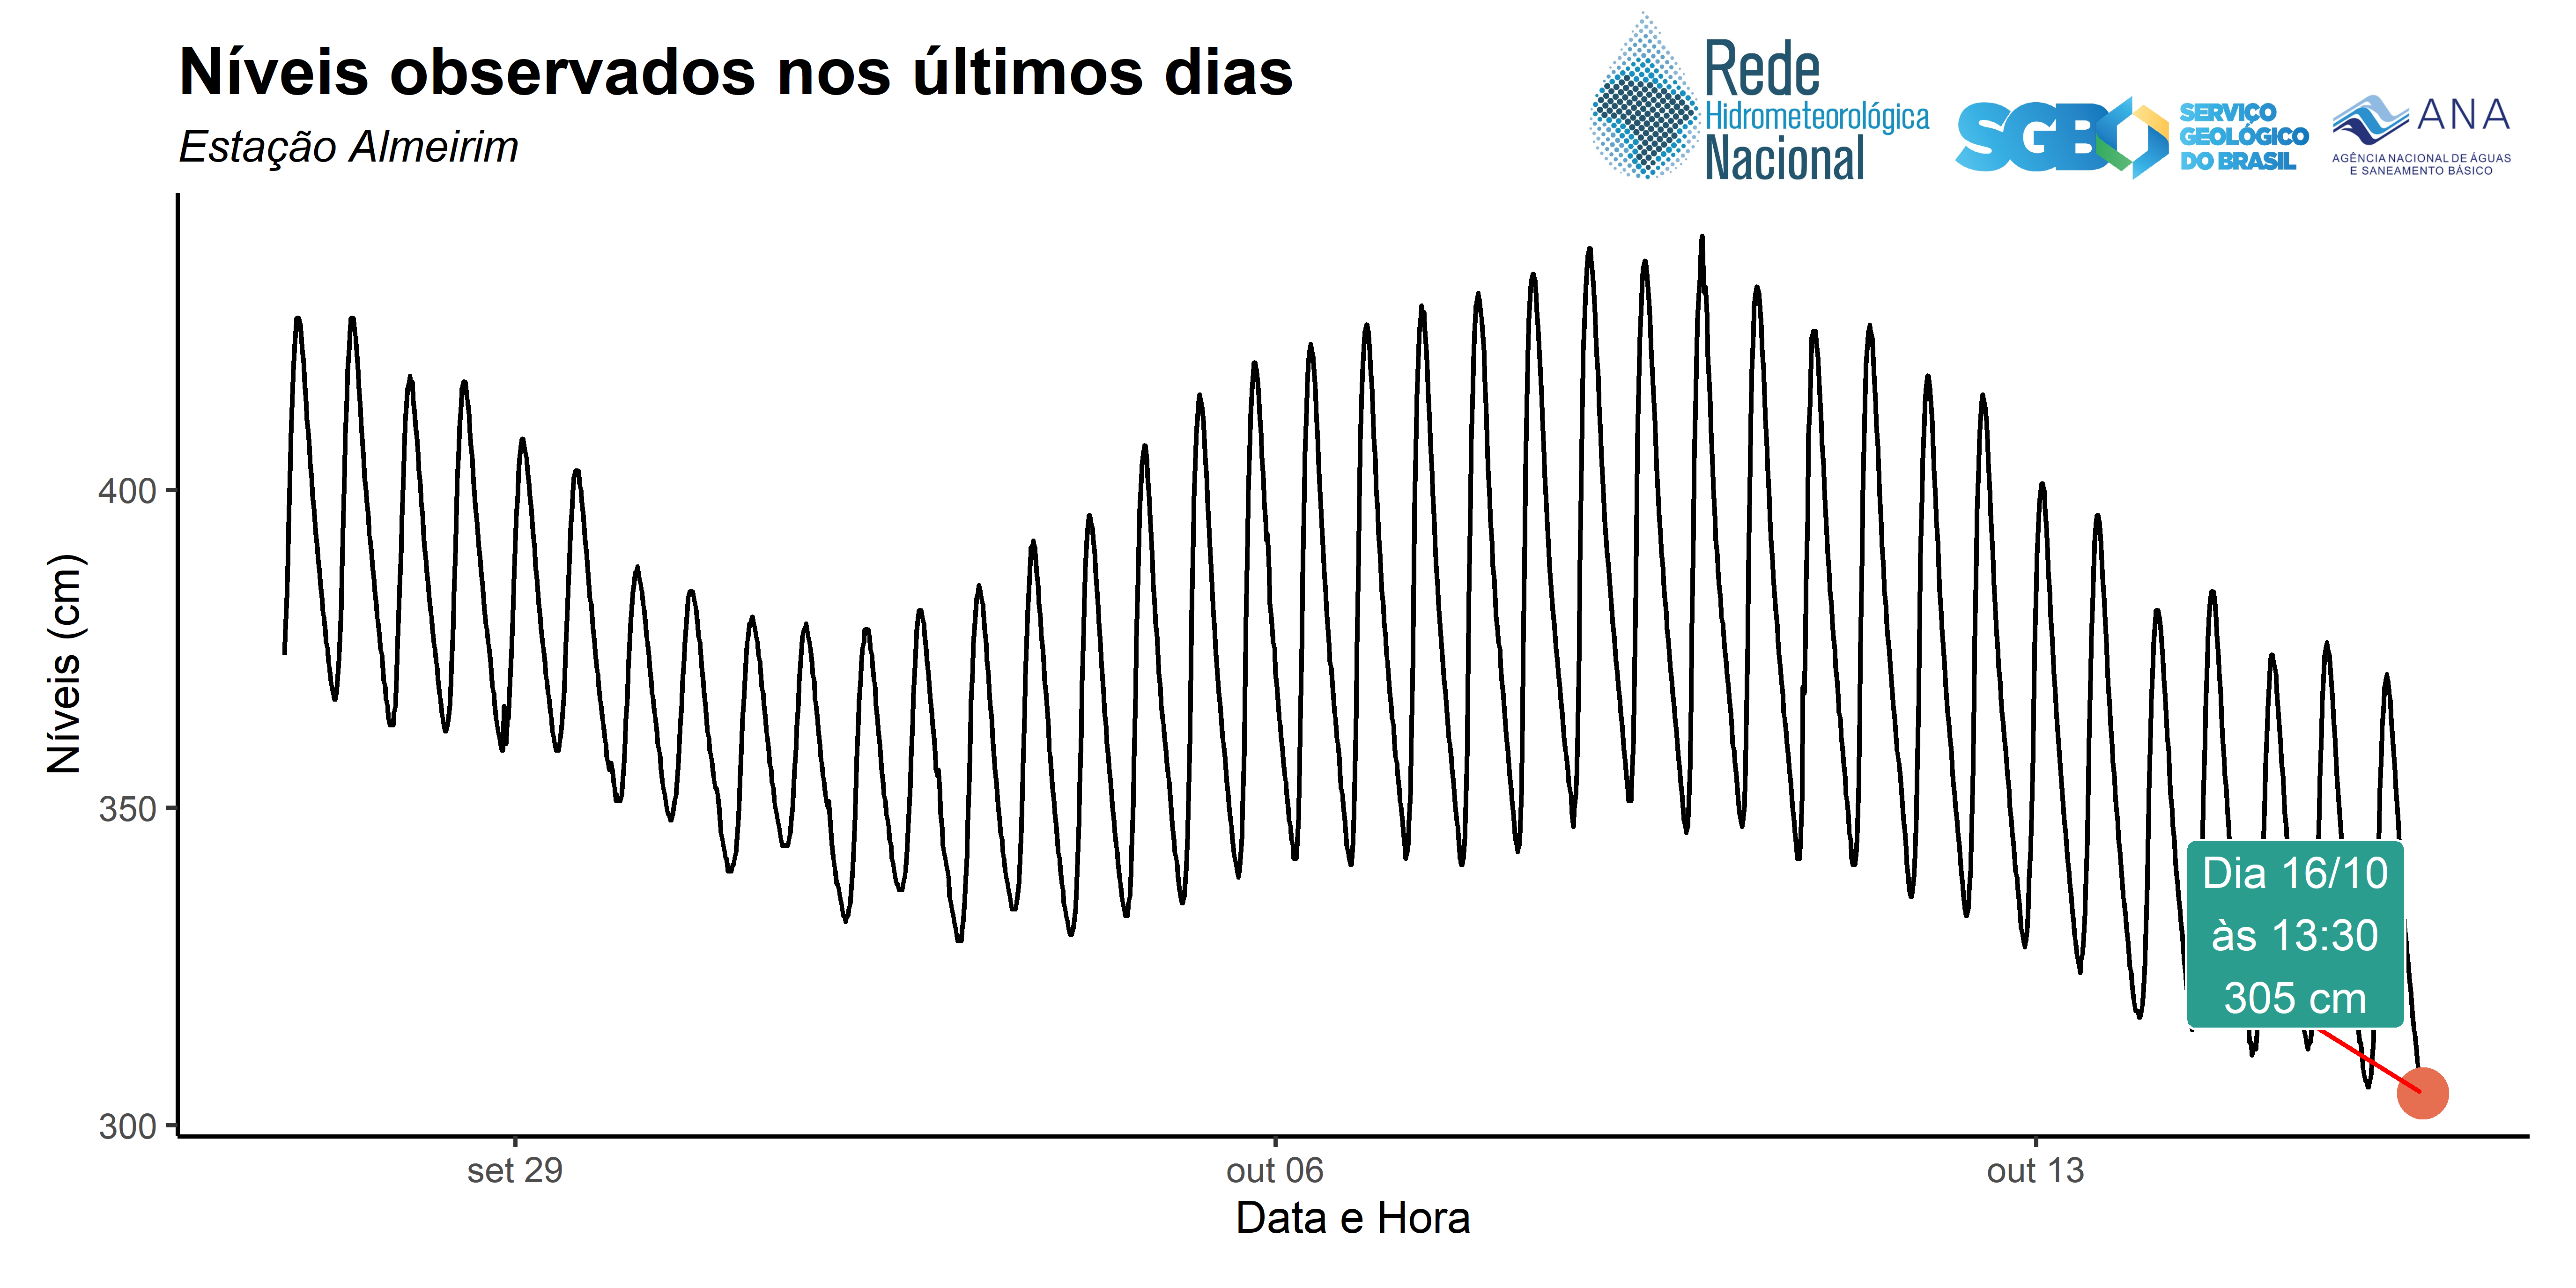 Níveis observados nos últimos dias
Estação Almeirim
Rede
Hidrometeorológica
Nacional
SGB
SERVIÇO
GEOLÓGICO
DO BRASIL
ANA
AGÊNCIA NACIONAL DE ÁGUAS
E SANEAMENTO BÁSICO
Níveis (cm)
400
350
300
Dia 16/10
às 13:30
305 cm
set 29
out 06
out 13
Data e Hora